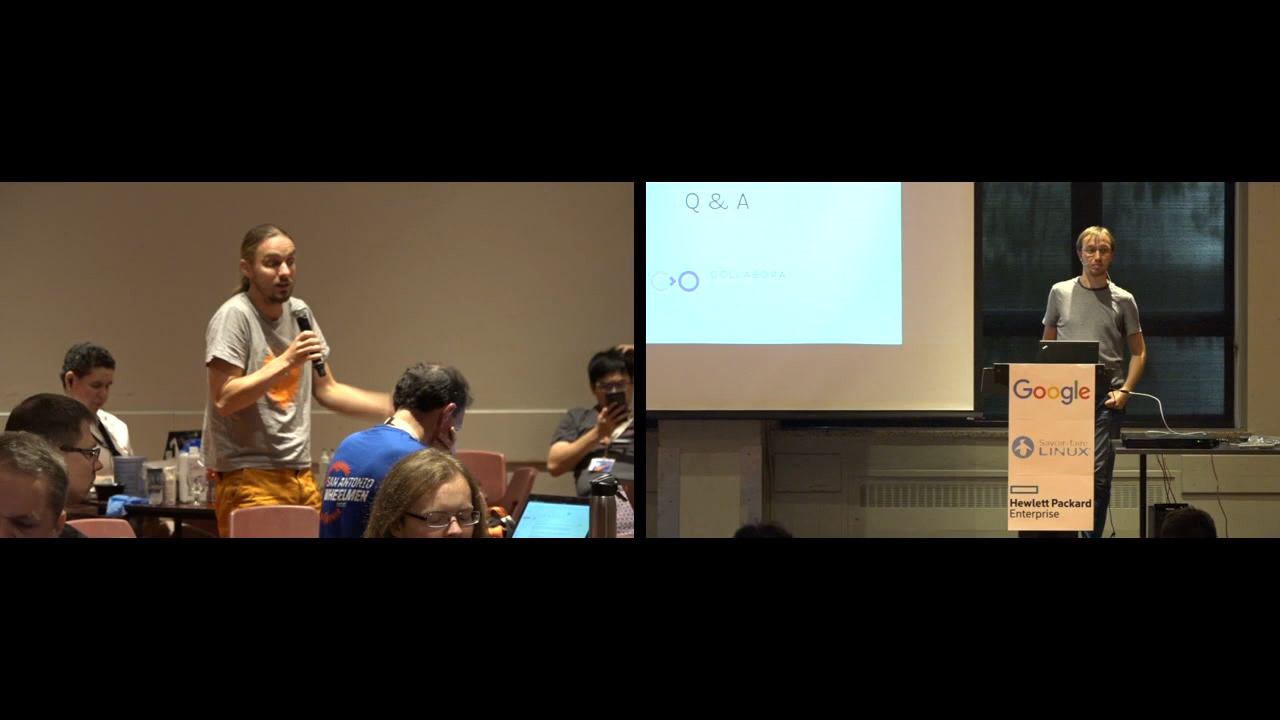 SAN ANTONIO
WHEELMEN
Q & A
COLLABORA
Google
Savoir-faire
LINUX
Hewlett Packard
Enterprise